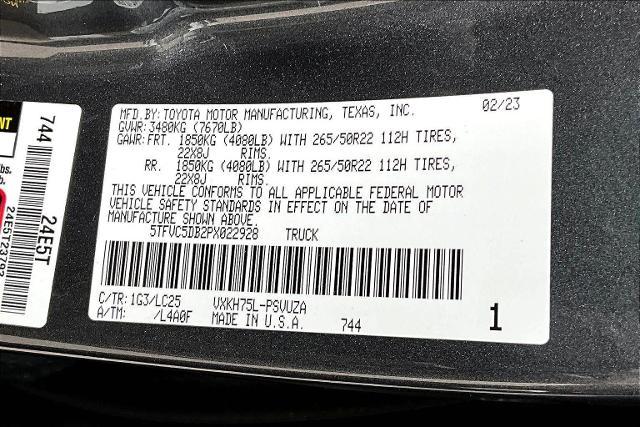 MFD.BY: TOYOTA MOTOR MANUFACTURING, TEXAS, INC. 02/23
GVWR: 3480KG (7670LB)
GAWR: FRT. 1850KG (4080LB) WITH 265/50R22 112H TIRES,
22X8J RIMS.
RR. 1850KG (4080LB) WITH 265/50R22 112H TIRES,
22X8J RIMS.
THIS VEHICLE CONFORMS TO ALL APPLICABLE FEDERAL MOTOR
VEHICLE SAFETY STANDARDS IN EFFECT ON THE DATE OF
MANUFACTURE SHOWN ABOVE.
5TFVC5DB2PX022928 TRUCK
C/TR: 1G3/LC25 VXKH75L-PSVUZA
A/TM: /L4A0F MADE IN U.S.A. 744 1
744
24E5T